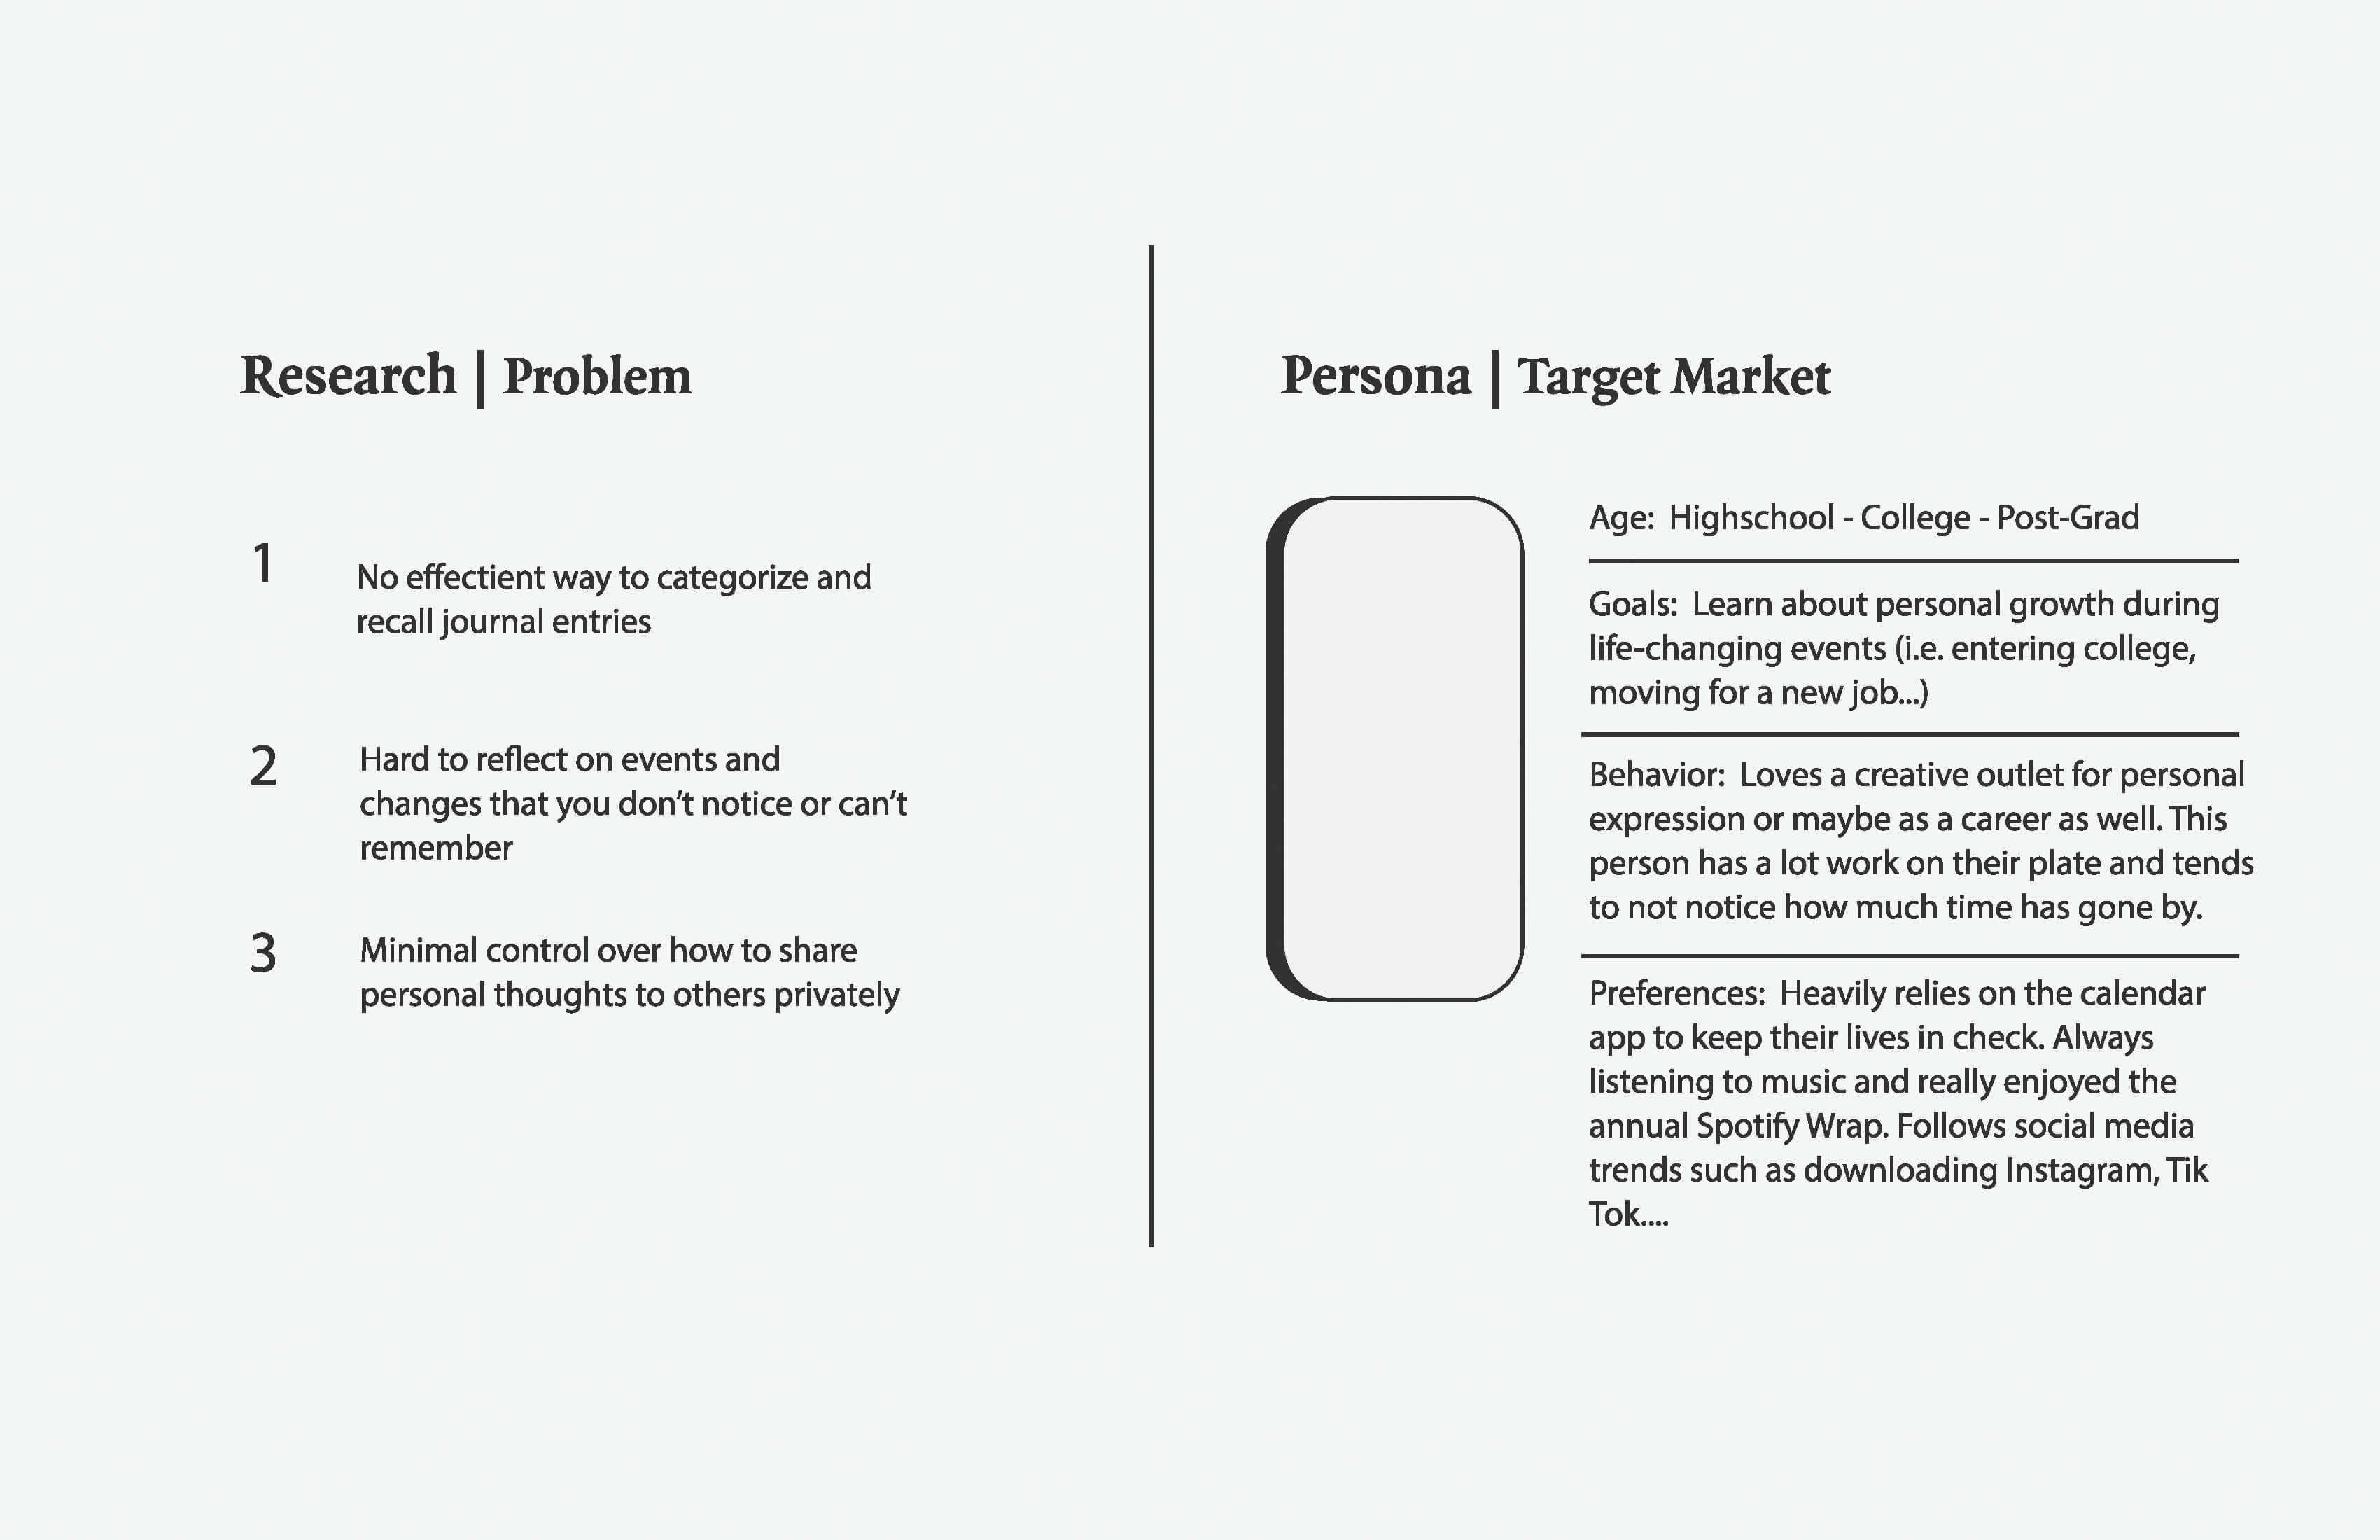 Research | Problem
1
No effectient way to categorize and
recall journal entries
2
Hard to reflect on events and
changes that you don’t notice or can’t
remember
3
Minimal control over how to share
personal thoughts to others privately
Persona | Target Market
Age:  Highschool - College - Post-Grad
Goals:  Learn about personal growth during
life-changing events (i.e. entering college,
moving for a new job...)
Behavior:  Loves a creative outlet for personal
expression or maybe as a career as well. This
person has a lot work on their plate and tends
to not notice how much time has gone by.
Preferences:  Heavily relies on the calendar
app to keep their lives in check. Always
listening to music and really enjoyed the
annual Spotify Wrap. Follows social media
trends such as downloading Instagram, Tik
Tok....